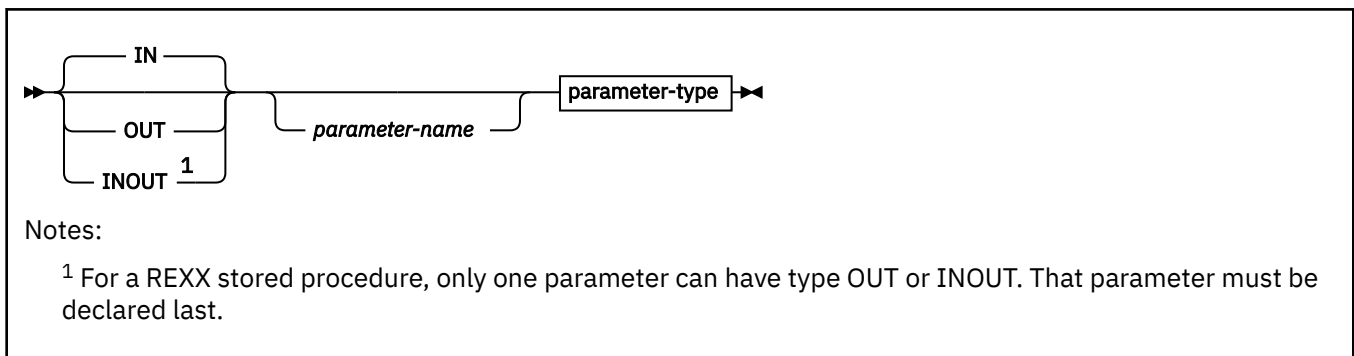 IN
parameter-type
OUT
parameter-name
INOUT 1
Notes:
1 For a REXX stored procedure, only one parameter can have type OUT or INOUT. That parameter must be
declared last.